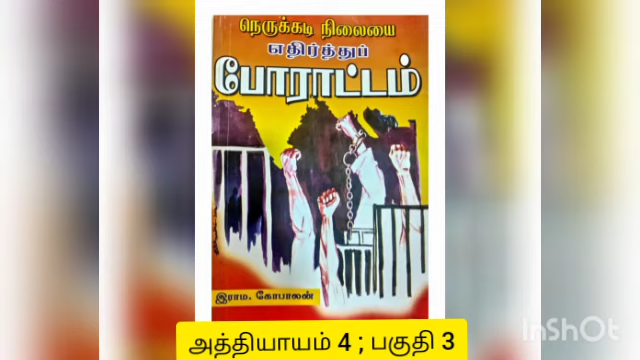 நெருக்கடி நிலையை
எதிர்த்துப்
போராட்டம்
இராம. கோபாலன்
அத்தியாயம் 4 ; பகுதி 3
InShOt